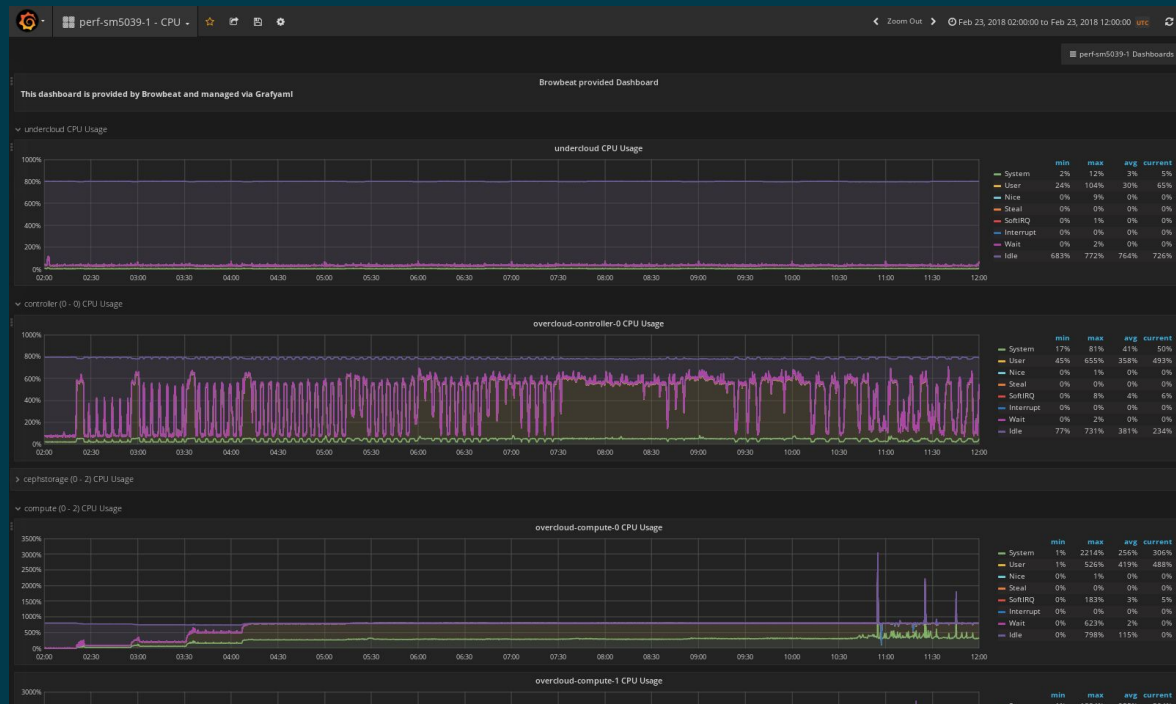 perf-sm5039-1 - CPU
Zoom Out Feb 23, 2018 02:00:00 to Feb 23, 2018 12:00:00 UTC
perf-sm5039-1 Dashboards
Browbeat provided Dashboard
This dashboard is provided by Browbeat and managed via Grafyaml
undercloud CPU Usage
undercloud CPU Usage
1000%
800%
600%
400%
200%
0%
02:00 02:30 03:00 03:30 04:00 04:30 05:00 05:30 06:00 06:30 07:00 07:30 08:00 08:30 09:00 09:30 10:00 10:30 11:00 11:30 12:00
min max avg current
System 2% 12% 3% 5%
User 24% 104% 30% 65%
Nice 0% 9% 0% 0%
Steal 0% 0% 0% 0%
SoftIRQ 0% 1% 0% 0%
Interrupt 0% 0% 0% 0%
Wait 0% 2% 0% 0%
Idle 683% 772% 764% 726%
controller (0 - 0) CPU Usage
overcloud-controller-0 CPU Usage
1000%
800%
600%
400%
200%
0%
02:00 02:30 03:00 03:30 04:00 04:30 05:00 05:30 06:00 06:30 07:00 07:30 08:00 08:30 09:00 09:30 10:00 10:30 11:00 11:30 12:00
min max avg current
System 17% 81% 41% 50%
User 45% 655% 358% 493%
Nice 0% 1% 0% 0%
Steal 0% 0% 0% 0%
SoftIRQ 0% 8% 4% 6%
Interrupt 0% 0% 0% 0%
Wait 0% 2% 0% 0%
Idle 77% 731% 381% 234%
cephstorage (0 - 2) CPU Usage
compute (0 - 2) CPU Usage
overcloud-compute-0 CPU Usage
3500%
3000%
2500%
2000%
1500%
1000%
500%
0%
02:00 02:30 03:00 03:30 04:00 04:30 05:00 05:30 06:00 06:30 07:00 07:30 08:00 08:30 09:00 09:30 10:00 10:30 11:00 11:30 12:00
min max avg current
System 1% 2214% 256% 306%
User 1% 526% 419% 488%
Nice 0% 1% 0% 0%
Steal 0% 0% 0% 0%
SoftIRQ 0% 183% 3% 5%
Interrupt 0% 0% 0% 0%
Wait 0% 623% 2% 0%
Idle 0% 798% 115% 0%
overcloud-compute-1 CPU Usage
3000%
min max avg current